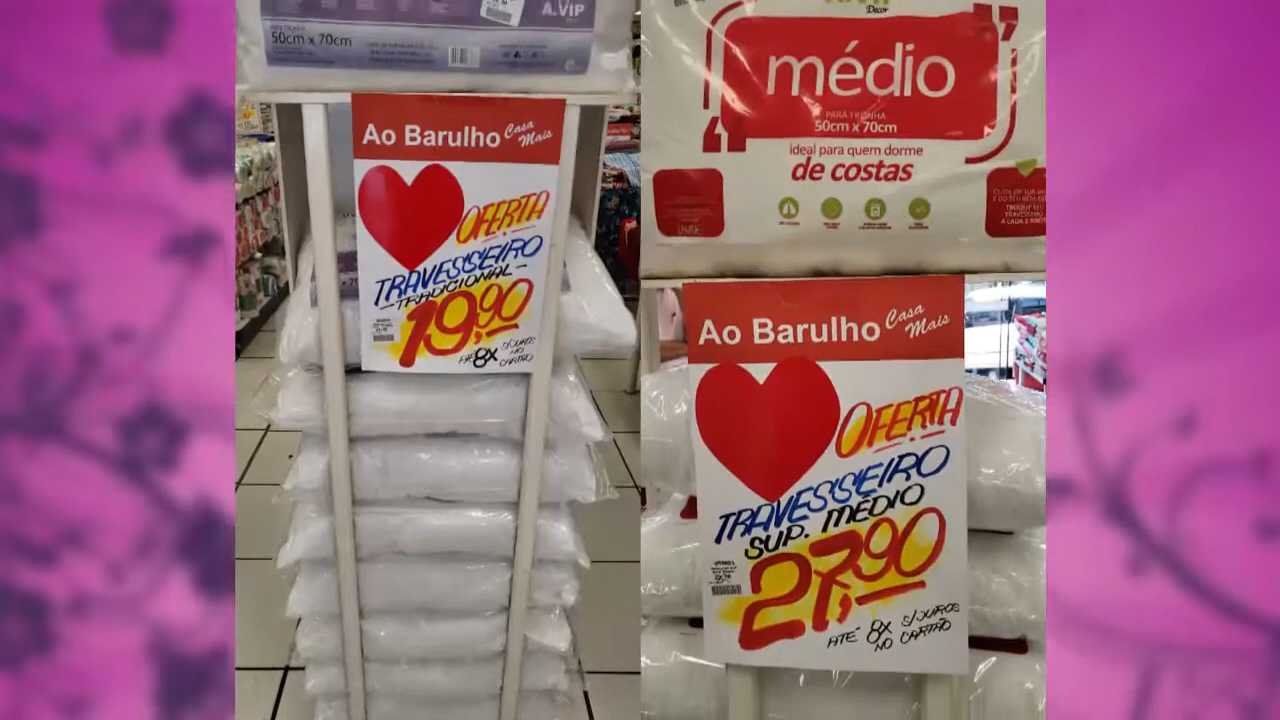 A.VIP
50cm x 70cm
Ao Barulho Casa Mais
OFERTA
TRAVESSEIRO
-TRADICIONAL-
19,90
ATÉ 8X S/JUROS
NO
CARTÃO
Decor
médio
PARA FRONHA
50cm x 70cm
ideal para quem dorme
de costas
Ao Barulho Casa Mais
OFERTA
TRAVESSEIRO
SUP. MÉDIO
27,90
ATÉ 8X S/JUROS
NO CARTÃO